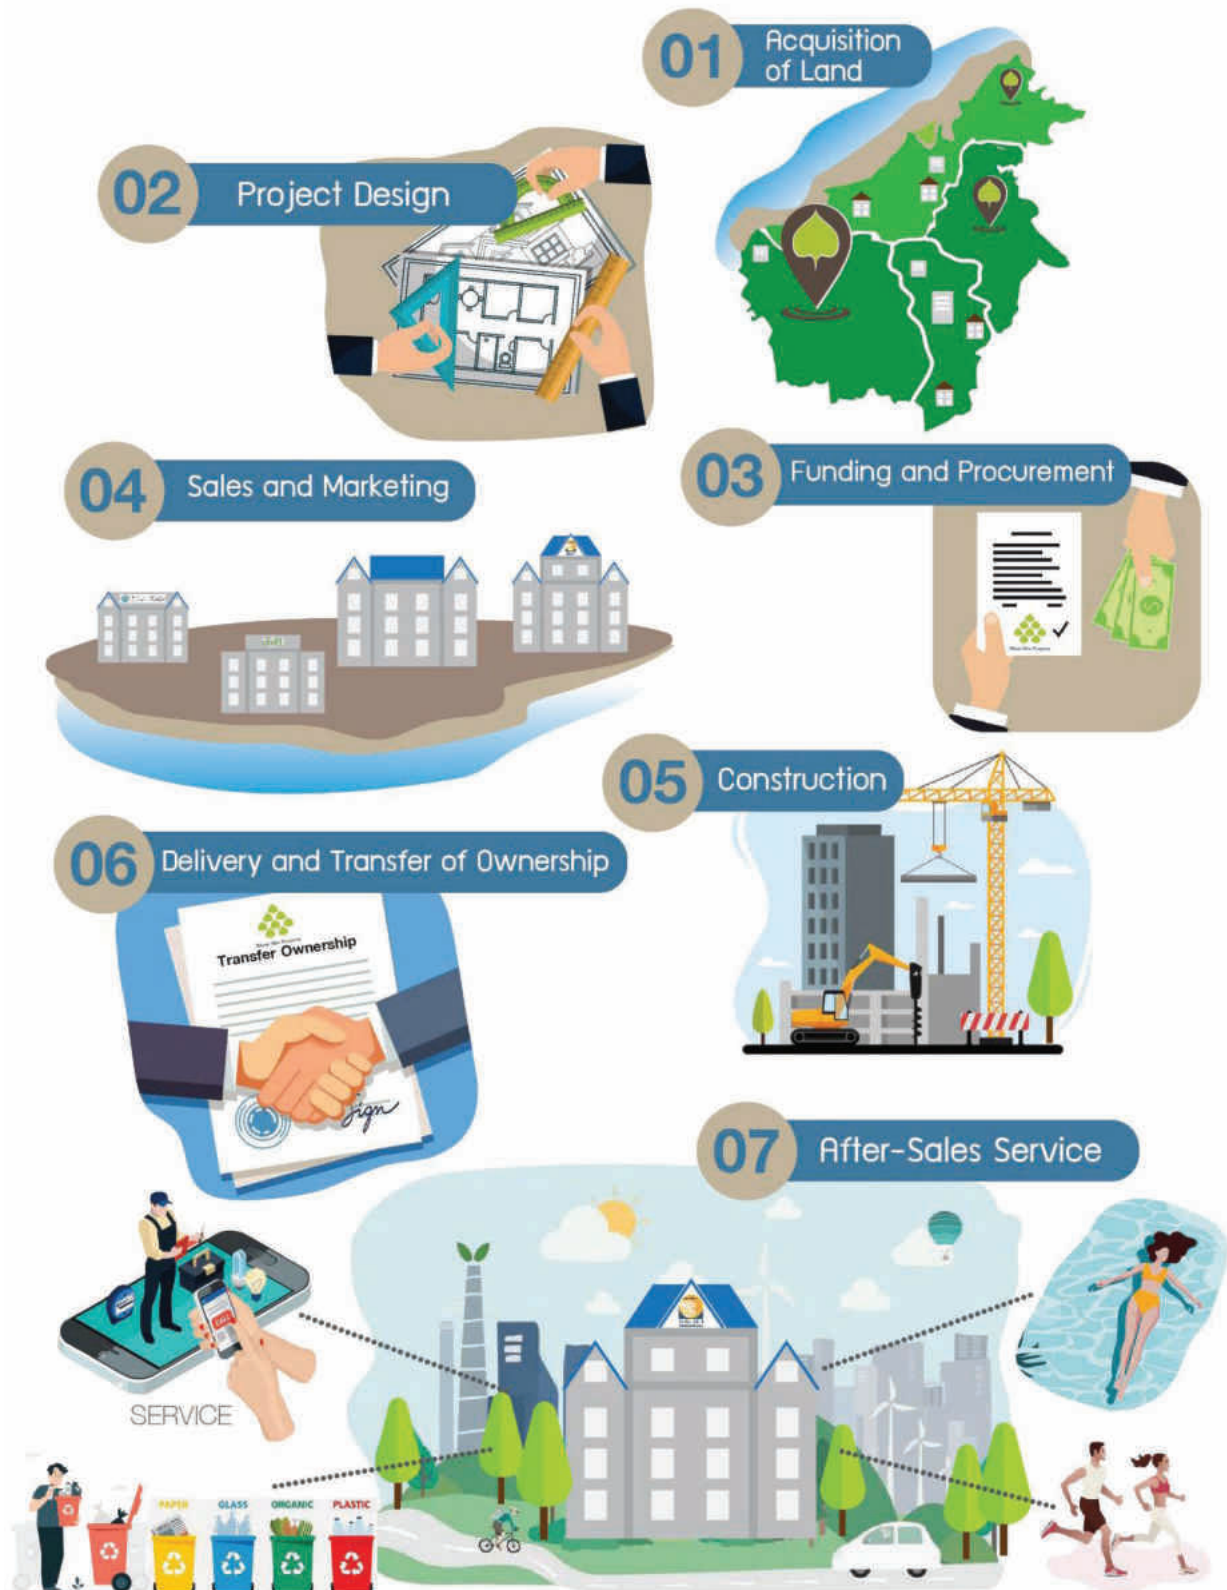 01
Acquisition
of Land
02
Project Design
03
Funding and Procurement
04
Sales and Marketing
05
Construction
06
Delivery and Transfer of Ownership
Transfer Ownership
Sign
07
After-Sales Service
SERVICE
PAPER
GLASS
ORGANIC
PLASTIC